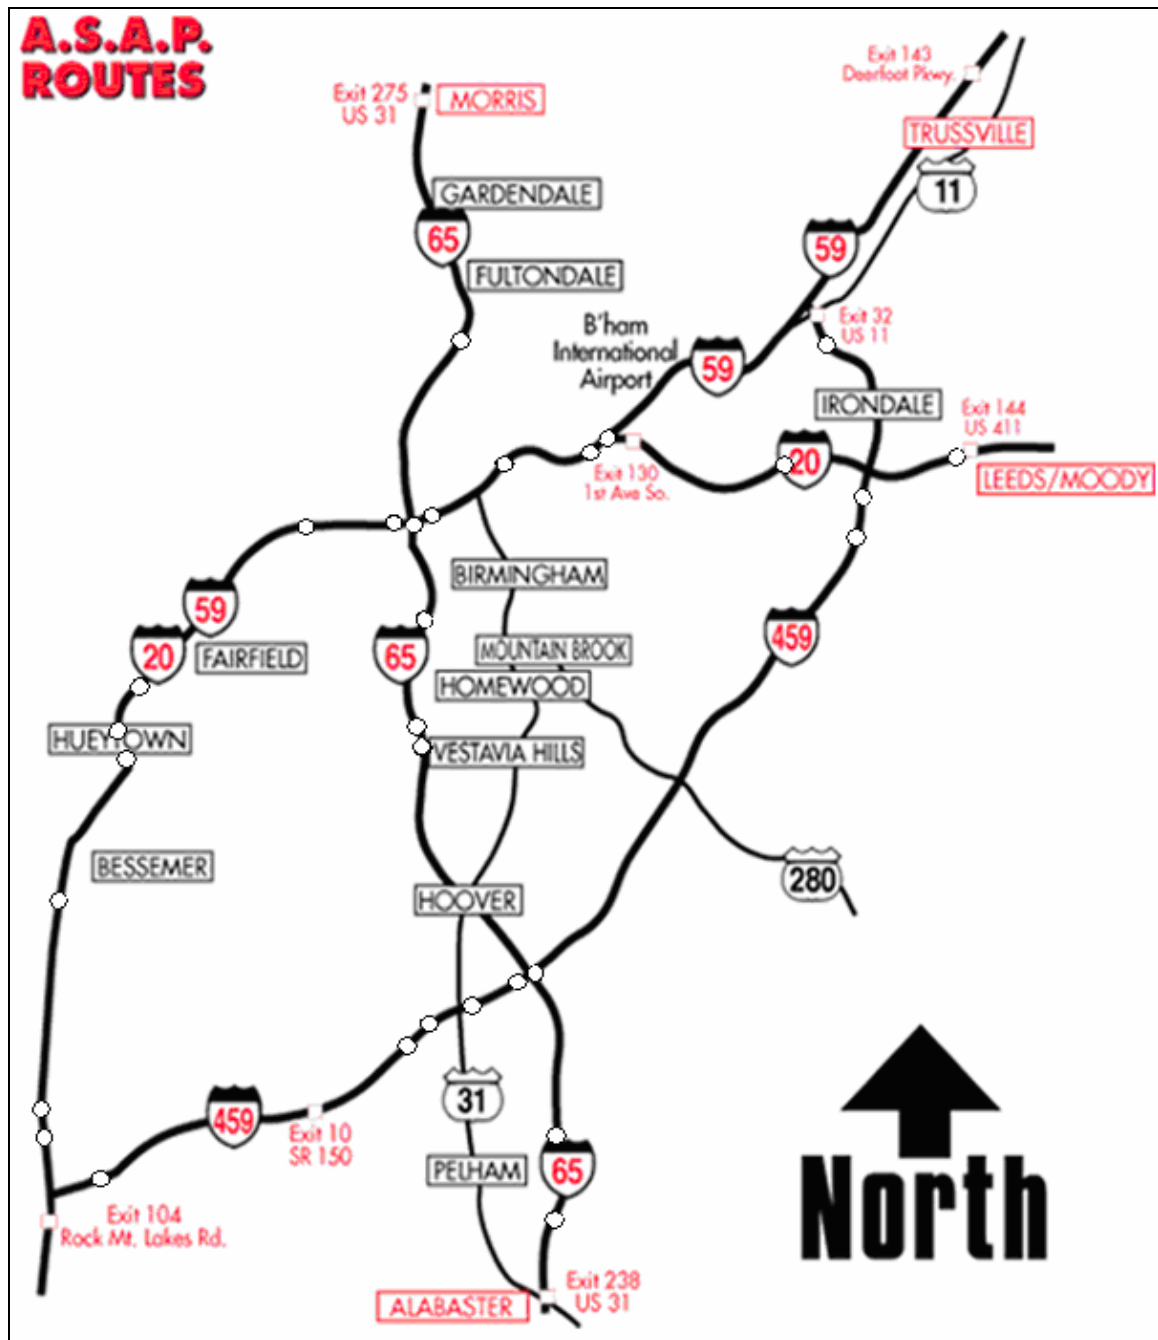 A.S.A.P.
ROUTES
Exit 143
Deerfoot Pkwy.
Exit 275
US 31
MORRIS
TRUSSVILLE
11
GARDENDALE
65
59
FULTONDALE
Exit 32
US 11
B'ham
International
Airport
59
IRONDALE
Exit 144
US 411
20
LEEDS/MOODY
Exit 130
1st Ave So.
BIRMINGHAM
59
459
20
FAIRFIELD
65
MOUNTAIN BROOK
HOMEWOOD
HUEYTOWN
VESTAVIA HILLS
BESSEMER
280
HOOVER
31
459
Exit 10
SR 150
PELHAM
65
North
Exit 104
Rock Mt. Lakes Rd.
Exit 238
US 31
ALABASTER